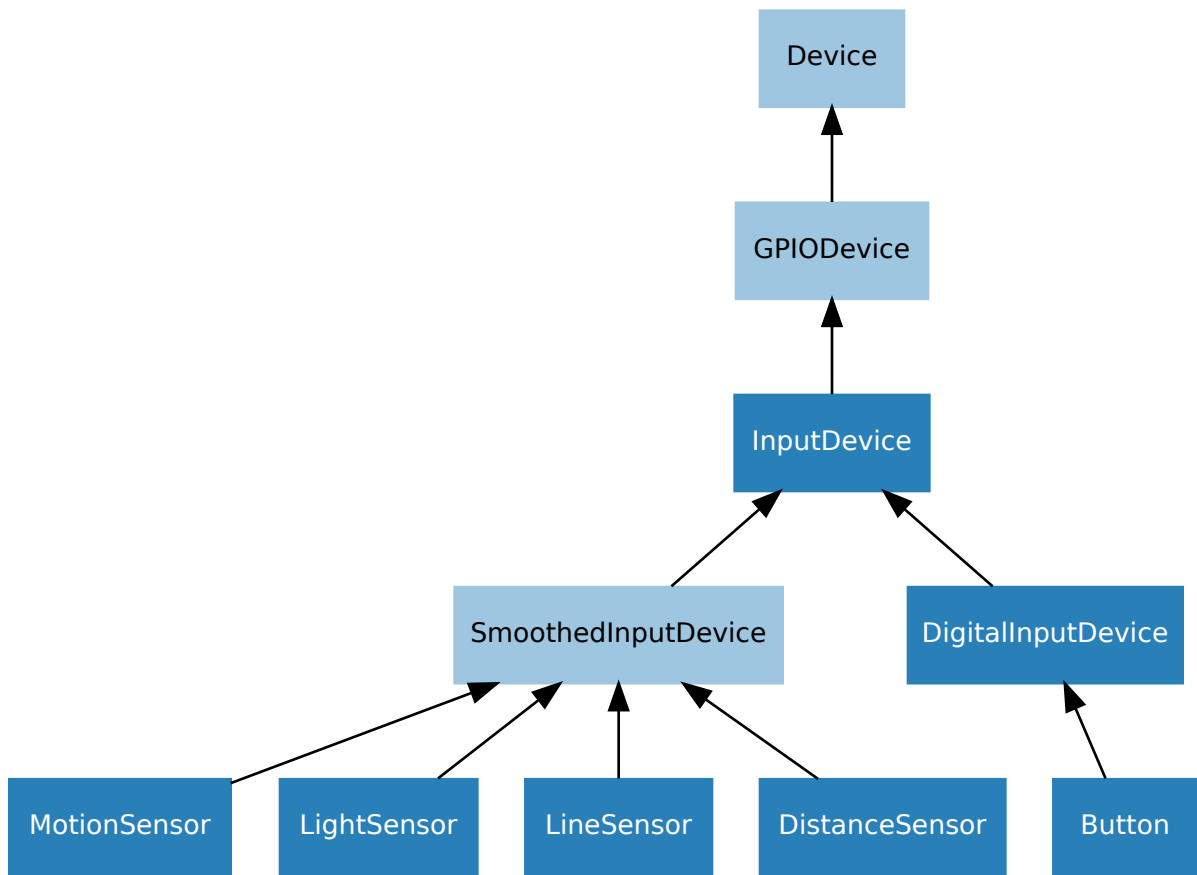 Device
GPIODevice
InputDevice
SmoothedInputDevice
DigitalInputDevice
MotionSensor
LightSensor
LineSensor
DistanceSensor
Button